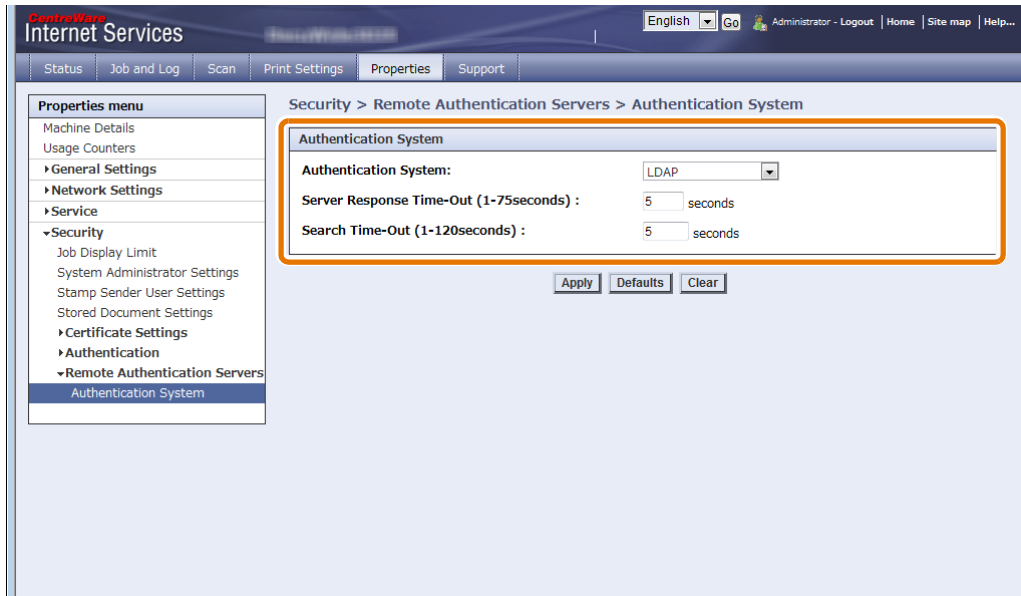 CentreWare
Internet Services
English Go Administrator - Logout | Home | Site map | Help...
Status Job and Log Scan Print Settings Properties Support
Properties menu
Machine Details
Usage Counters
General Settings
Network Settings
Service
Security
Job Display Limit
System Administrator Settings
Stamp Sender User Settings
Stored Document Settings
Certificate Settings
Authentication
Remote Authentication Servers
Authentication System
Security > Remote Authentication Servers > Authentication System
Authentication System
Authentication System: LDAP
Server Response Time-Out (1-75seconds) : 5 seconds
Search Time-Out (1-120seconds) : 5 seconds
Apply Defaults Clear